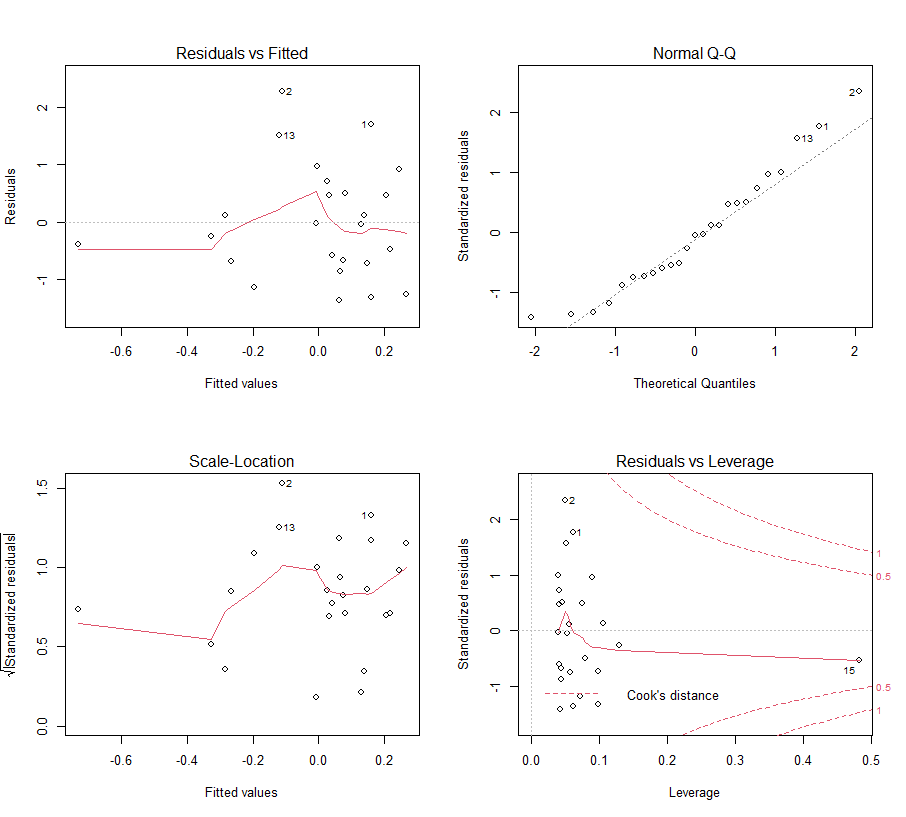 Residuals vs Fitted
Residuals
2
1
0
-1
2
1
13
-0.6 -0.4 -0.2 0.0 0.2
Fitted values
Normal Q-Q
Standardized residuals
2
1
0
-1
2
1
13
-2 -1 0 1 2
Theoretical Quantiles
Scale-Location
√|Standardized residuals|
1.5
1.0
0.5
0.0
2
1
13
-0.6 -0.4 -0.2 0.0 0.2
Fitted values
Residuals vs Leverage
Standardized residuals
2
1
0
-1
2
1
15
1
0.5
0.5
1
Cook's distance
0.0 0.1 0.2 0.3 0.4 0.5
Leverage